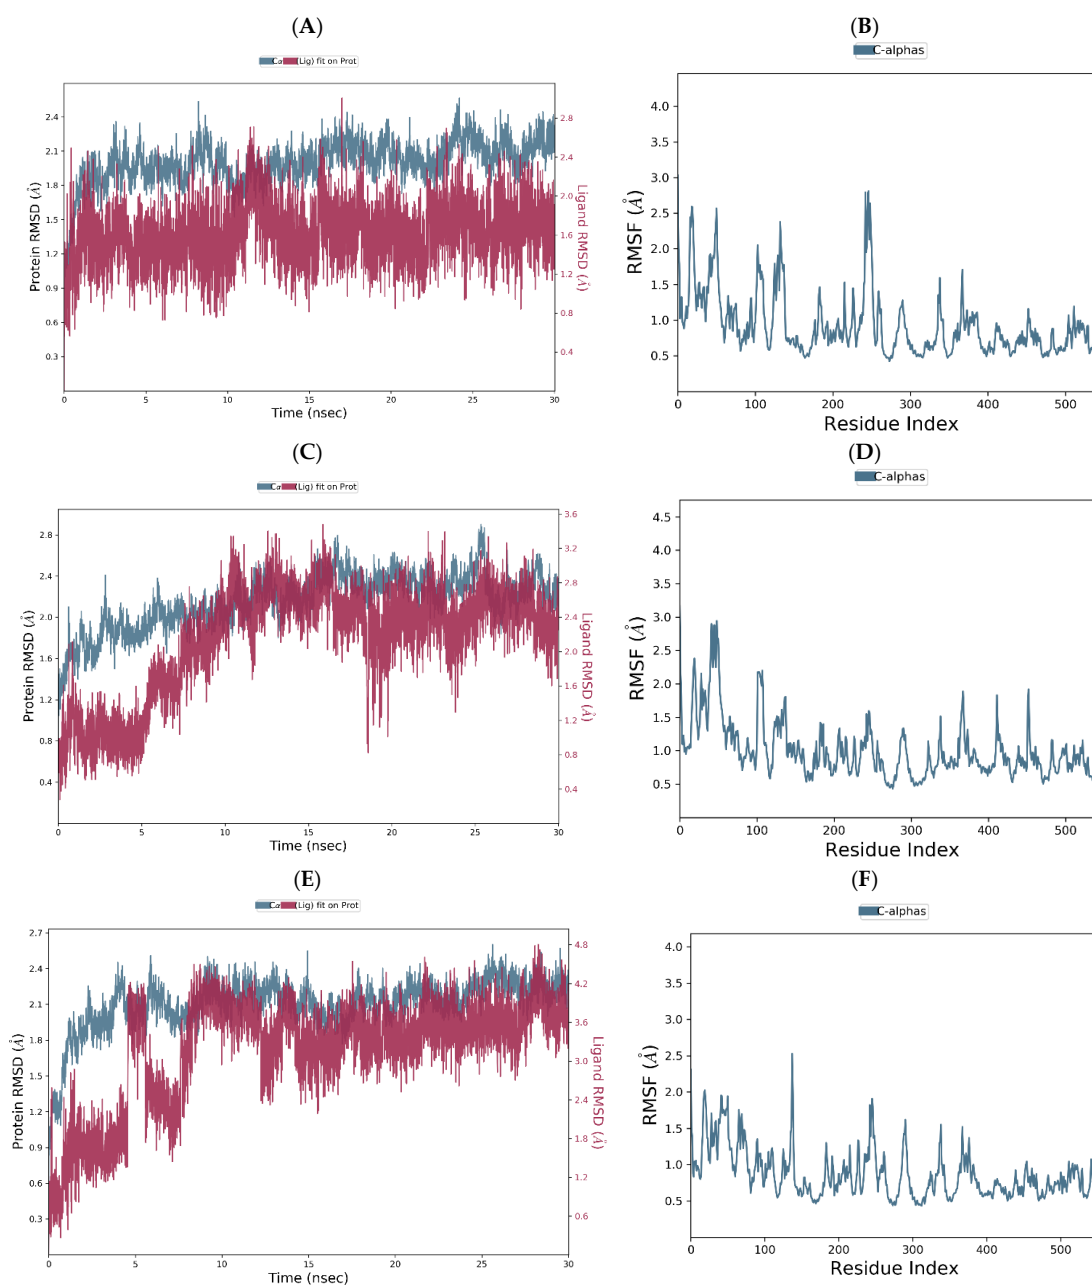 (A)
Cα (Lig) fit on Prot
Protein RMSD (Å)
2.4
2.1
1.8
1.5
1.2
0.9
0.6
0.3
2.8
2.4
2.0
1.6
1.2
0.8
0.4
Ligand RMSD (Å)
0 5 10 15 20 25 30
Time (nsec)
(B)
C-alphas
RMSF (Å)
4.0
3.5
3.0
2.5
2.0
1.5
1.0
0.5
0 100 200 300 400 500
Residue Index
(C)
Cα (Lig) fit on Prot
Protein RMSD (Å)
2.8
2.4
2.0
1.6
1.2
0.8
0.4
3.6
3.2
2.8
2.4
2.0
1.6
1.2
0.8
0.4
Ligand RMSD (Å)
0 5 10 15 20 25 30
Time (nsec)
(D)
C-alphas
RMSF (Å)
4.5
4.0
3.5
3.0
2.5
2.0
1.5
1.0
0.5
0 100 200 300 400 500
Residue Index
(E)
Cα (Lig) fit on Prot
Protein RMSD (Å)
2.7
2.4
2.1
1.8
1.5
1.2
0.9
0.6
0.3
4.8
4.2
3.6
3.0
2.4
1.8
1.2
0.6
Ligand RMSD (Å)
0 5 10 15 20 25 30
Time (nsec)
(F)
C-alphas
RMSF (Å)
4.0
3.5
3.0
2.5
2.0
1.5
1.0
0.5
0 100 200 300 400 500
Residue Index